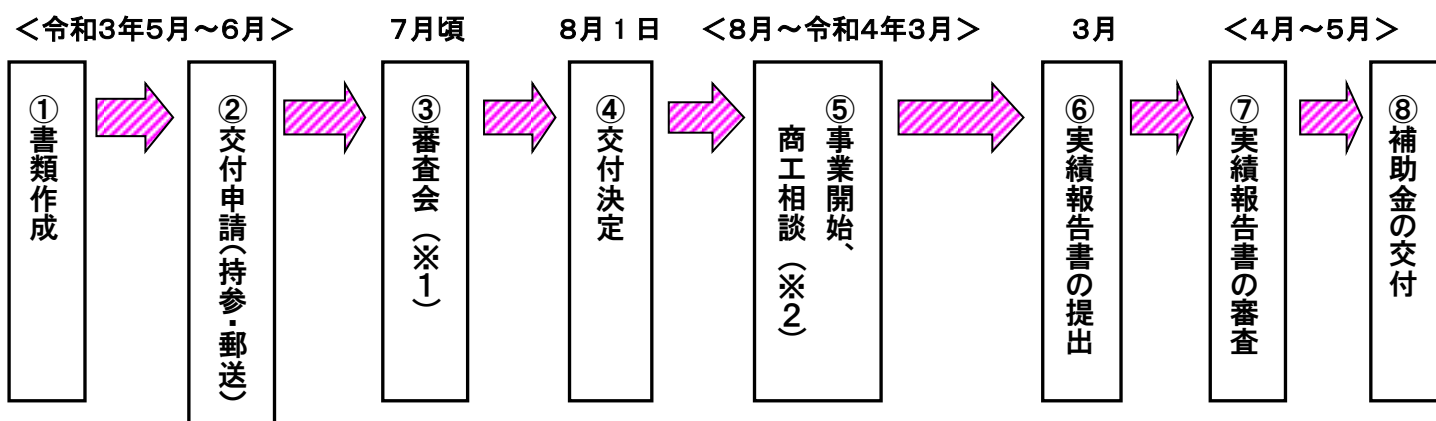 ＜令和３年５月～６月＞
７月頃
８月１日
＜８月～令和４年３月＞
３月
＜４月～５月＞
①書類作成
②交付申請（持参・郵送）
③審査会（※１）
④交付決定
⑤事業開始、
商工相談（※２）
⑥実績報告書の提出
⑦実績報告書の審査
⑧補助金の交付